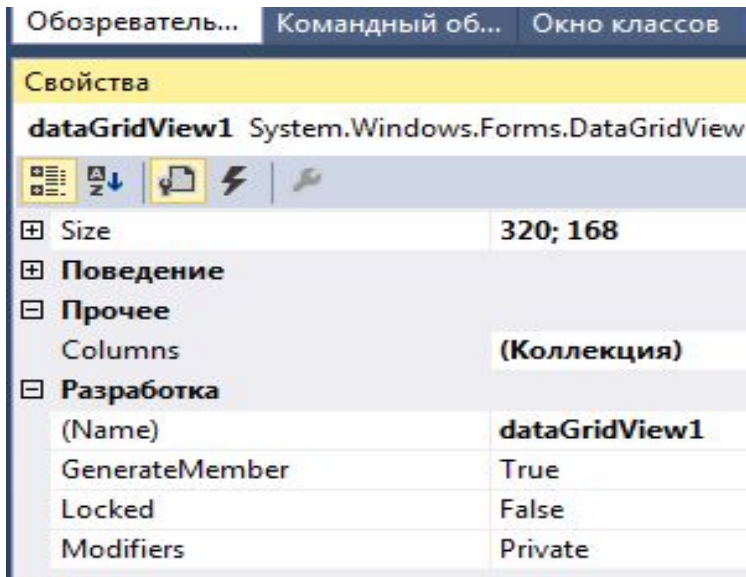 Обозреватель... Командный об... Окно классов
Свойства
dataGridView1 System.Windows.Forms.DataGridView
Size 320; 168
Поведение
Прочее
Columns (Коллекция)
Разработка
(Name) dataGridView1
GenerateMember True
Locked False
Modifiers Private